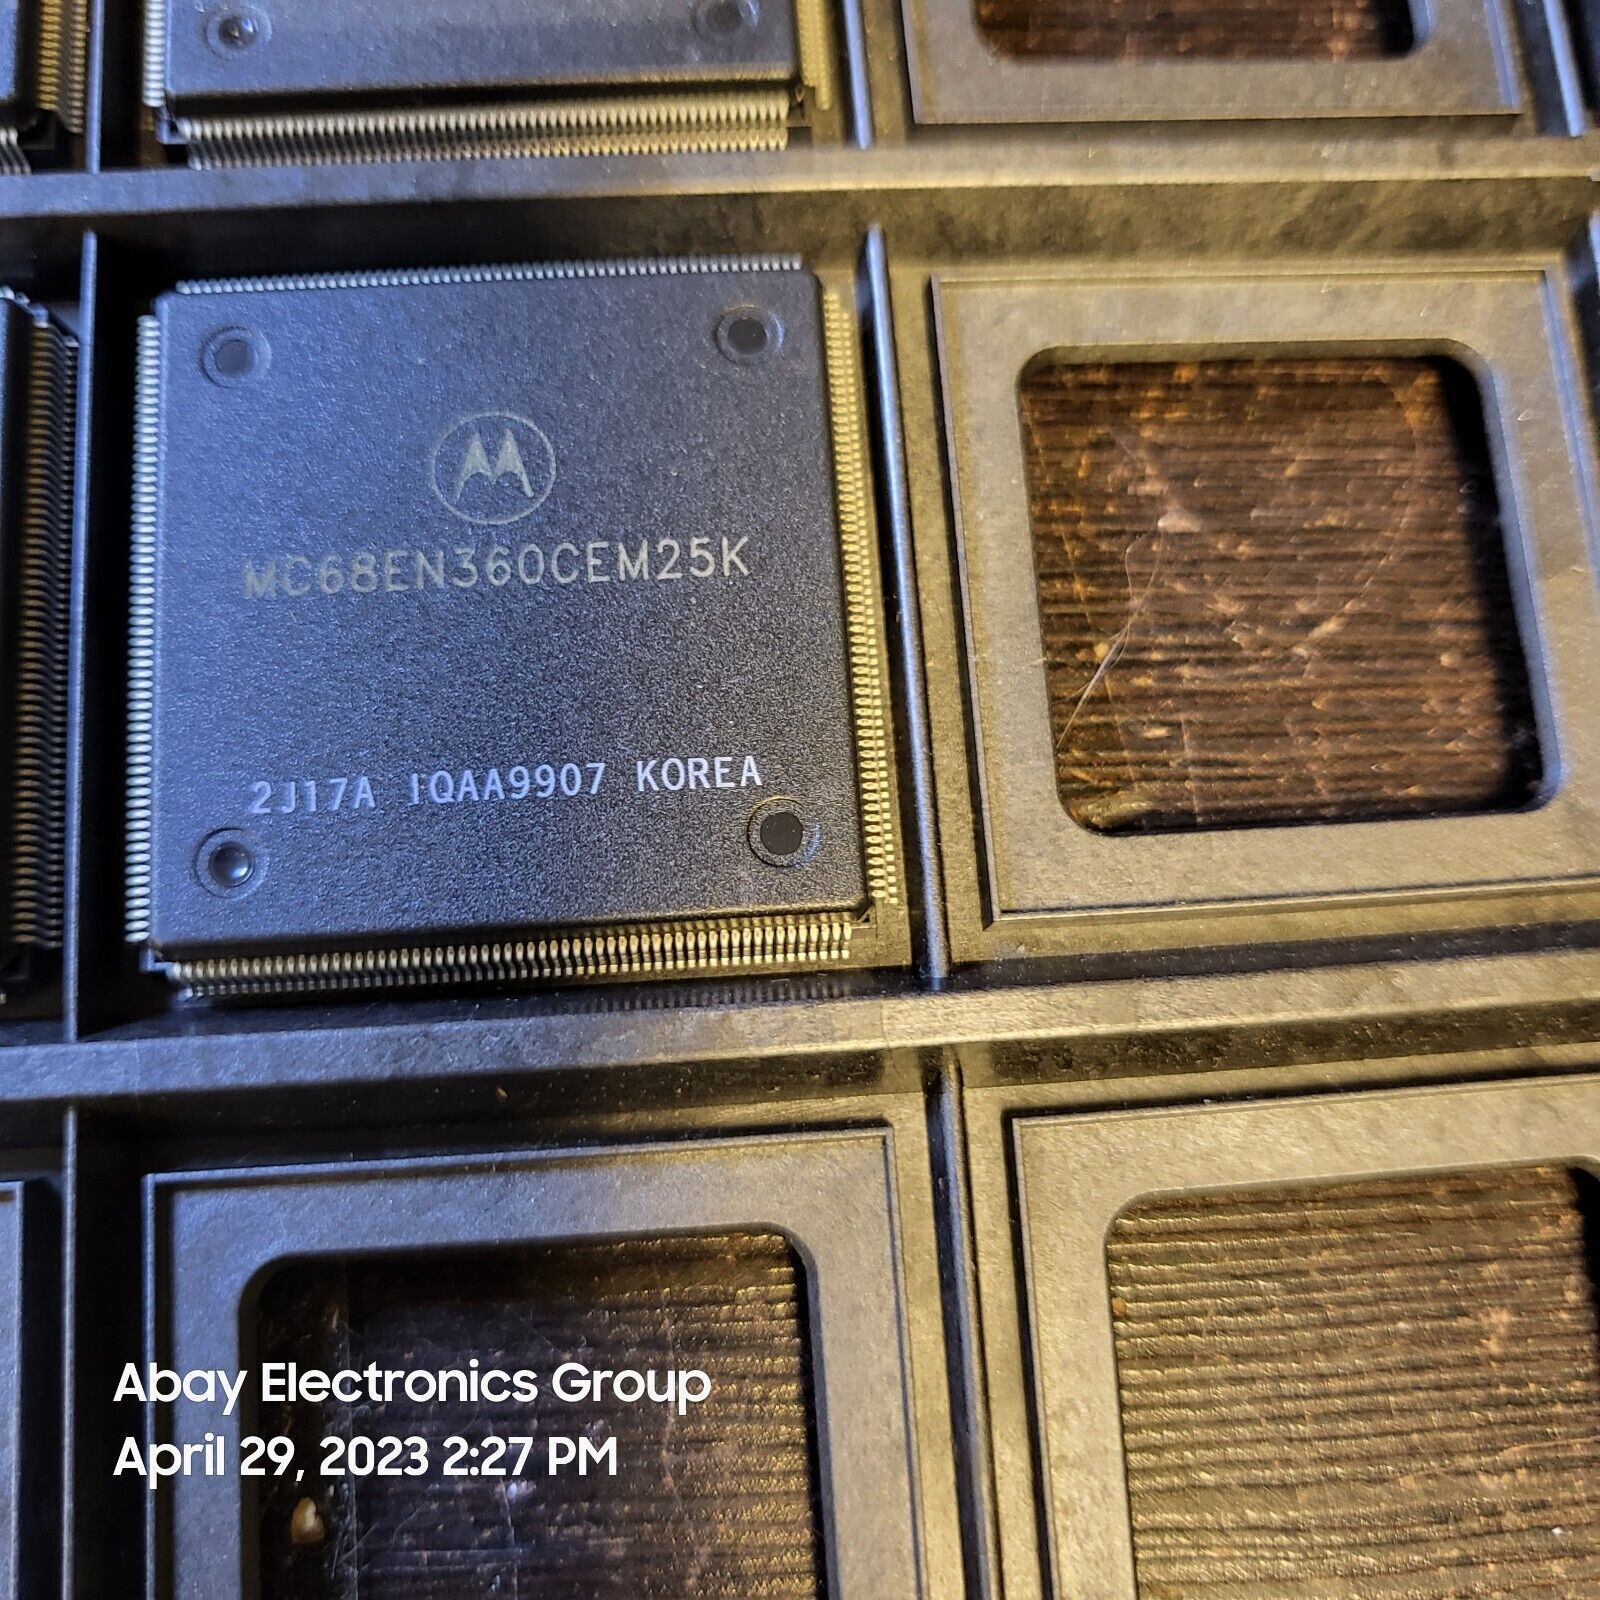 MC68EN360CEM25K
2J17A IQAA9907 KOREA
Abay Electronics Group
April 29, 2023 2:27 PM